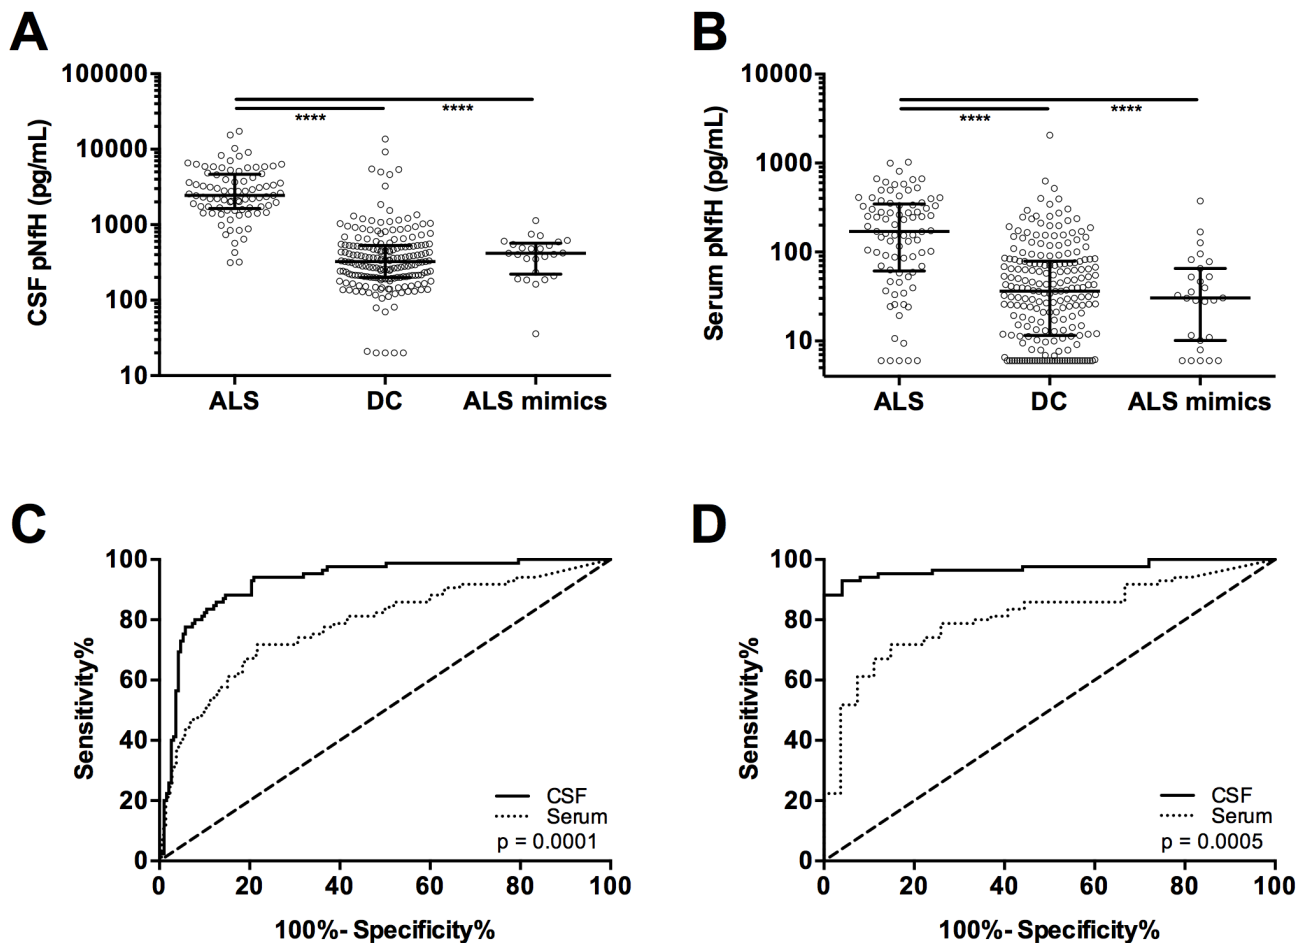 A
CSF pNfH (pg/mL)
100000
10000
1000
100
10
****
****
ALS
DC
ALS mimics
B
Serum pNfH (pg/mL)
10000
1000
100
10
****
****
ALS
DC
ALS mimics
C
Sensitivity%
100
80
60
40
20
0
CSF
Serum
p = 0.0001
0
20
40
60
80
100
100%- Specificity%
D
Sensitivity%
100
80
60
40
20
0
CSF
Serum
p = 0.0005
0
20
40
60
80
100
100%- Specificity%